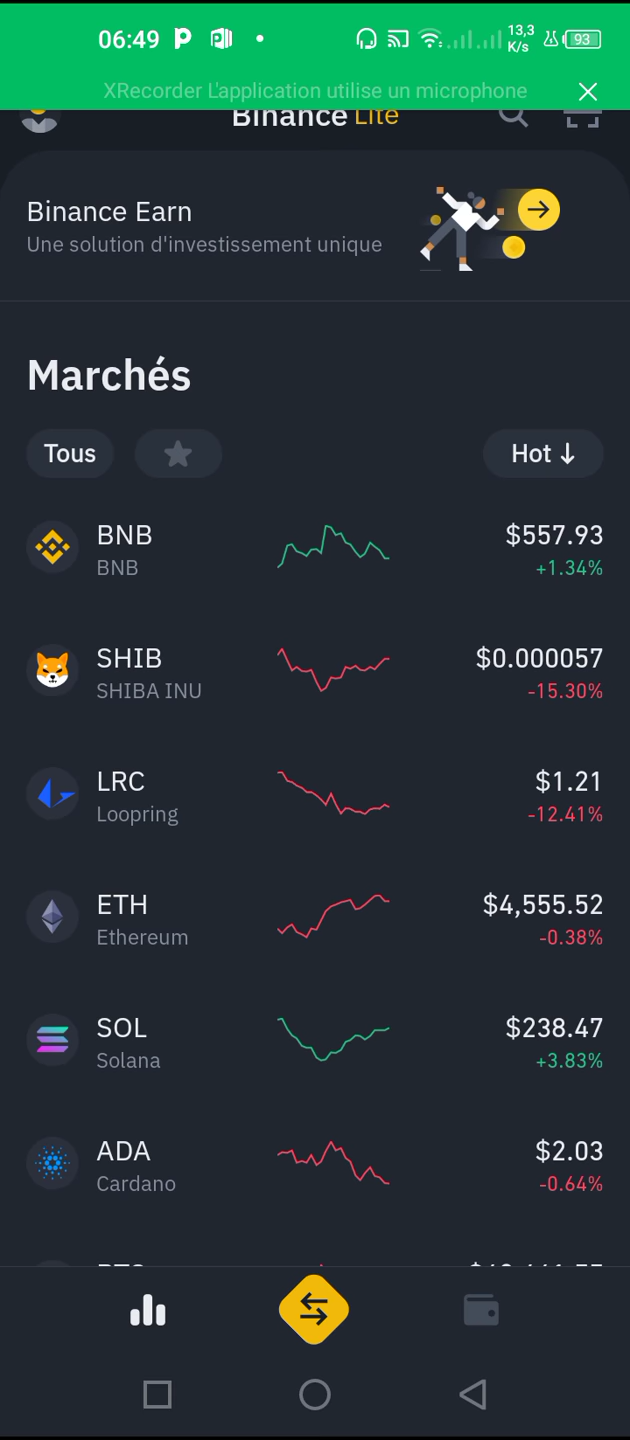 06:49
13,3
K/s
93
XRecorder L'application utilise un microphone
Binance Lite
Binance Earn
Une solution d'investissement unique
Marchés
Tous
Hot ↓
BNB
$557.93
BNB
+1.34%
SHIB
$0.000057
SHIBA INU
-15.30%
LRC
$1.21
Loopring
-12.41%
ETH
$4,555.52
Ethereum
-0.38%
SOL
$238.47
Solana
+3.83%
ADA
$2.03
Cardano
-0.64%